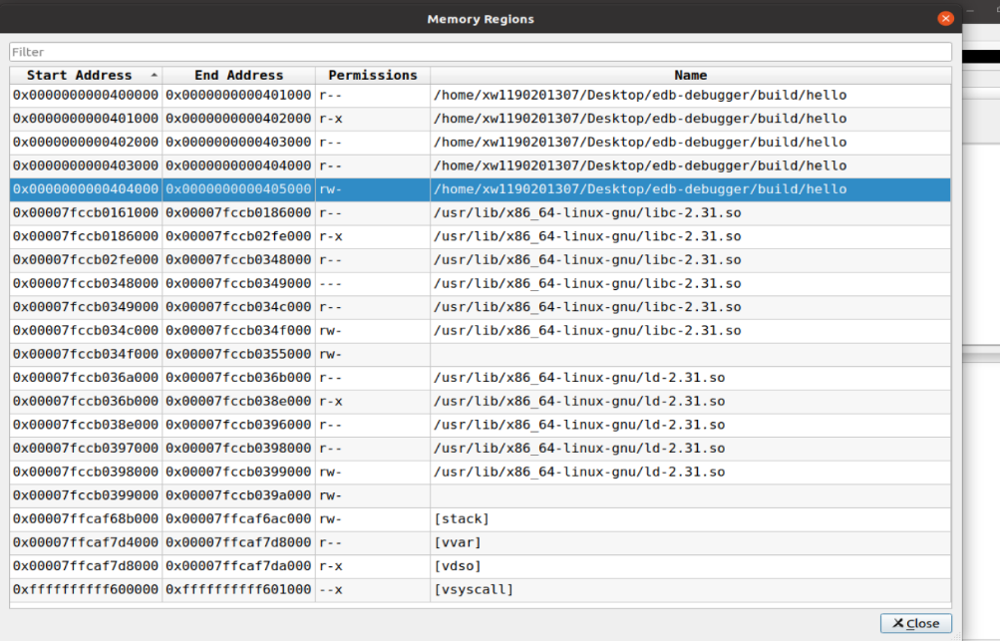 Memory Regions
Filter
Start Address End Address Permissions Name
0x0000000000400000 0x0000000000401000 r-- /home/xw1190201307/Desktop/edb-debugger/build/hello
0x0000000000401000 0x0000000000402000 r-x /home/xw1190201307/Desktop/edb-debugger/build/hello
0x0000000000402000 0x0000000000403000 r-- /home/xw1190201307/Desktop/edb-debugger/build/hello
0x0000000000403000 0x0000000000404000 r-- /home/xw1190201307/Desktop/edb-debugger/build/hello
0x0000000000404000 0x0000000000405000 rw- /home/xw1190201307/Desktop/edb-debugger/build/hello
0x00007fccb0161000 0x00007fccb0186000 r-- /usr/lib/x86_64-linux-gnu/libc-2.31.so
0x00007fccb0186000 0x00007fccb02fe000 r-x /usr/lib/x86_64-linux-gnu/libc-2.31.so
0x00007fccb02fe000 0x00007fccb0348000 r-- /usr/lib/x86_64-linux-gnu/libc-2.31.so
0x00007fccb0348000 0x00007fccb0349000 --- /usr/lib/x86_64-linux-gnu/libc-2.31.so
0x00007fccb0349000 0x00007fccb034c000 r-- /usr/lib/x86_64-linux-gnu/libc-2.31.so
0x00007fccb034c000 0x00007fccb034f000 rw- /usr/lib/x86_64-linux-gnu/libc-2.31.so
0x00007fccb034f000 0x00007fccb0355000 rw-
0x00007fccb036a000 0x00007fccb036b000 r-- /usr/lib/x86_64-linux-gnu/ld-2.31.so
0x00007fccb036b000 0x00007fccb038e000 r-x /usr/lib/x86_64-linux-gnu/ld-2.31.so
0x00007fccb038e000 0x00007fccb0396000 r-- /usr/lib/x86_64-linux-gnu/ld-2.31.so
0x00007fccb0397000 0x00007fccb0398000 r-- /usr/lib/x86_64-linux-gnu/ld-2.31.so
0x00007fccb0398000 0x00007fccb0399000 rw- /usr/lib/x86_64-linux-gnu/ld-2.31.so
0x00007fccb0399000 0x00007fccb039a000 rw-
0x00007ffcaf68b000 0x00007ffcaf6ac000 rw- [stack]
0x00007ffcaf7d4000 0x00007ffcaf7d8000 r-- [vvar]
0x00007ffcaf7d8000 0x00007ffcaf7da000 r-x [vdso]
0xffffffffff600000 0xffffffffff601000 --x [vsyscall]
Close